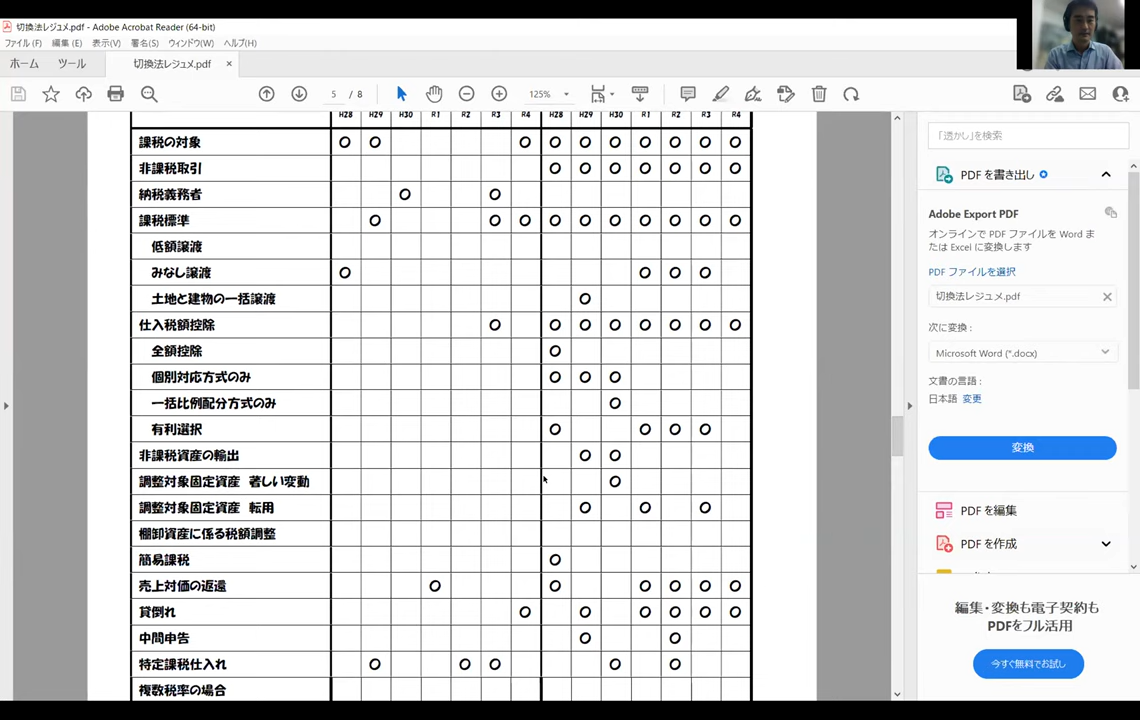 切換法レジュメ.pdf - Adobe Acrobat Reader (64-bit)
ファイル(F) 編集(E) 表示(V) 署名(S) ウィンドウ(W) ヘルプ(H)
ホーム ツール 切換法レジュメ.pdf ×
5 / 8 125%
H28 H29 H30 R1 R2 R3 R4 H28 H29 H30 R1 R2 R3 R4
課税の対象 〇 〇 〇 〇 〇 〇 〇 〇 〇 〇
非課税取引 〇 〇 〇 〇 〇 〇 〇
納税義務者 〇 〇
課税標準 〇 〇 〇 〇 〇 〇 〇 〇 〇 〇
低額譲渡
みなし譲渡 〇 〇 〇 〇
土地と建物の一括譲渡 〇
仕入税額控除 〇 〇 〇 〇 〇 〇 〇 〇
全額控除 〇
個別対応方式のみ 〇 〇 〇
一括比例配分方式のみ 〇
有利選択 〇 〇 〇 〇
非課税資産の輸出 〇 〇
調整対象固定資産 著しい変動 〇
調整対象固定資産 転用 〇 〇 〇
棚卸資産に係る税額調整
簡易課税 〇
売上対価の返還 〇 〇 〇 〇 〇 〇
貸倒れ 〇 〇 〇 〇 〇 〇
中間申告 〇 〇
特定課税仕入れ 〇 〇 〇 〇 〇
複数税率の場合
「透かし」を検索
PDF を書き出し
Adobe Export PDF
オンラインで PDF ファイルを Word ま
たは Excel に変換します
PDF ファイルを選択
切換法レジュメ.pdf ×
次に変換 :
Microsoft Word (*.docx)
文書の言語 :
日本語 変更
変換
PDF を編集
PDF を作成
編集・変換も電子契約も
PDFをフル活用
今すぐ無料でお試し